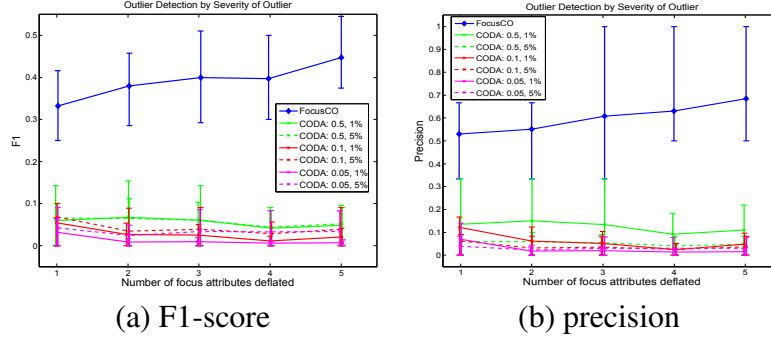 Outlier Detection by Severity of Outlier
F1
0.5
0.4
0.3
0.2
0.1
0
FocusCO
CODA: 0.5, 1%
CODA: 0.5, 5%
CODA: 0.1, 1%
CODA: 0.1, 5%
CODA: 0.05, 1%
CODA: 0.05, 5%
1 2 3 4 5
Number of focus attributes deflated
(a) F1-score
Outlier Detection by Severity of Outlier
Precision
1
0.9
0.8
0.7
0.6
0.5
0.4
0.3
0.2
0.1
0
FocusCO
CODA: 0.5, 1%
CODA: 0.5, 5%
CODA: 0.1, 1%
CODA: 0.1, 5%
CODA: 0.05, 1%
CODA: 0.05, 5%
1 2 3 4 5
Number of focus attributes deflated
(b) precision